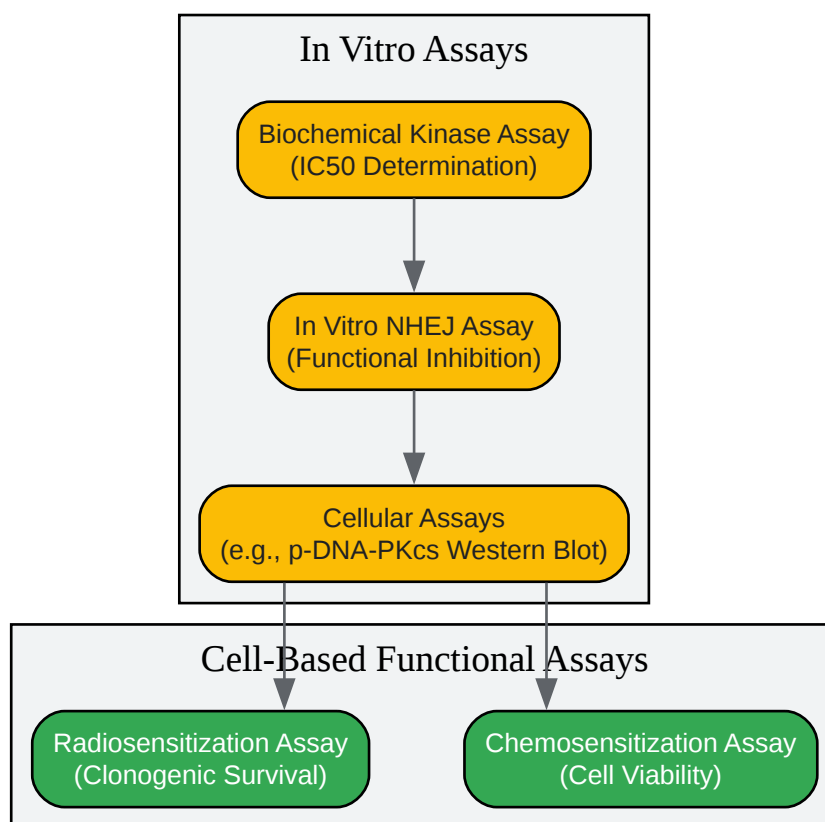 In Vitro Assays
Biochemical Kinase Assay
(IC50 Determination)
In Vitro NHEJ Assay
(Functional Inhibition)
Cellular Assays
(e.g., p-DNA-PKcs Western Blot)
Cell-Based Functional Assays
Radiosensitization Assay
(Clonogenic Survival)
Chemosensitization Assay
(Cell Viability)